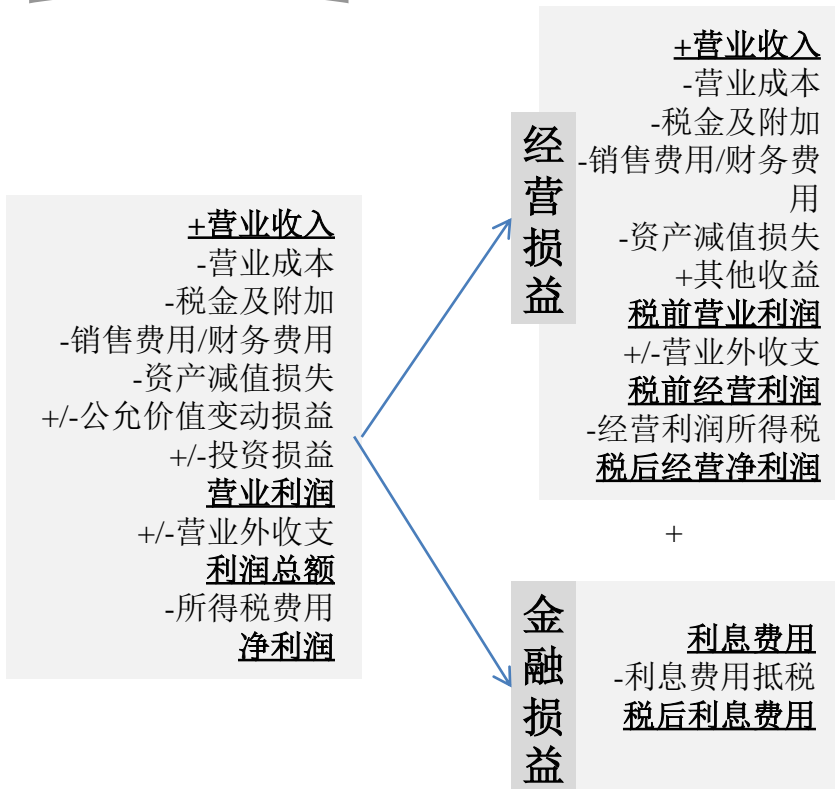 +营业收入
-营业成本
-税金及附加
-销售费用/财务费用
-资产减值损失
+/-公允价值变动损益
+/-投资损益
营业利润
+/-营业外收支
利润总额
-所得税费用
净利润
经
营
损
益
+营业收入
-营业成本
-税金及附加
-销售费用/财务费
用
-资产减值损失
+其他收益
税前营业利润
+/-营业外收支
税前经营利润
-经营利润所得税
税后经营净利润
+
金
融
损
益
利息费用
-利息费用抵税
税后利息费用